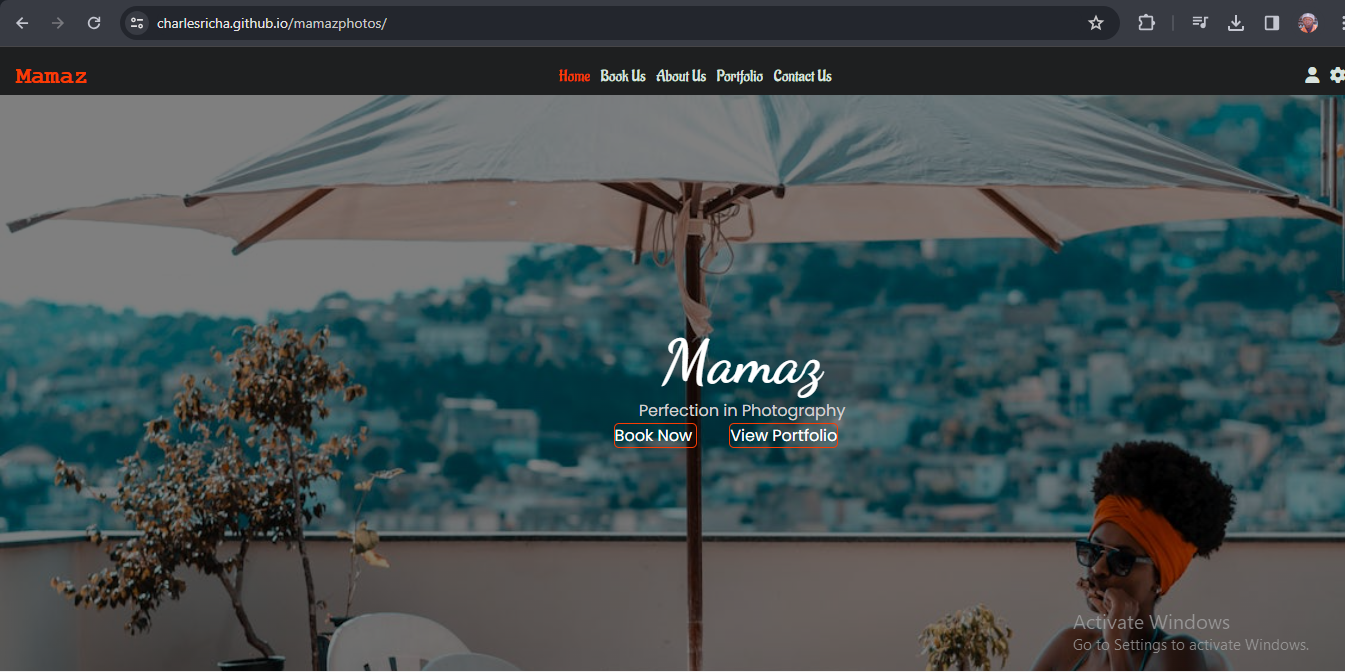 charlesricha.github.io/mamazphotos/
Mamaz
Home Book Us About Us Portfolio Contact Us
Mamaz
Perfection in Photography
Book Now View Portfolio
Activate Windows
Go to Settings to activate Windows.